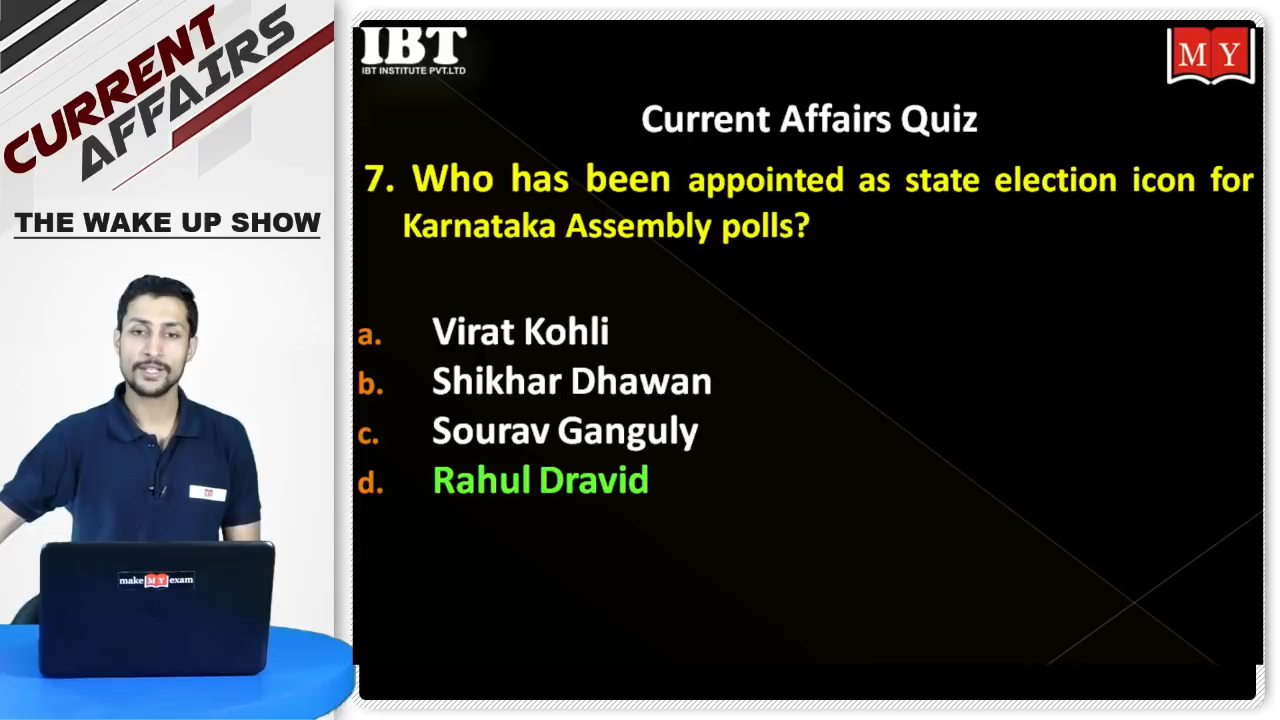 CURRENT
AFFAIRS
THE WAKE UP SHOW
IBT
IBT INSTITUTE PVT.LTD
M Y
Current Affairs Quiz
7. Who has been appointed as state election icon for
Karnataka Assembly polls?
a. Virat Kohli
b. Shikhar Dhawan
c. Sourav Ganguly
d. Rahul Dravid
make MY exam